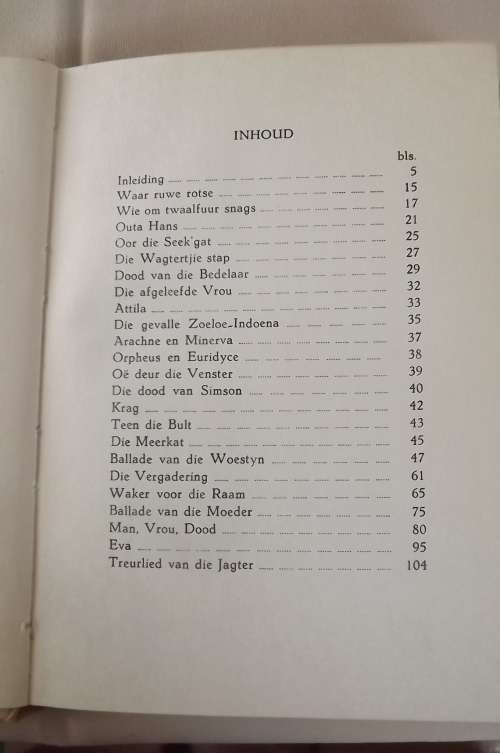 INHOUD
bls.
Inleiding ...... 5
Waar ruwe rotse ...... 15
Wie om twaalfuur snags ...... 17
Outa Hans ...... 21
Oor die Seek'gat ...... 25
Die Wagtertjie stap ...... 27
Dood van die Bedelaar ...... 29
Die afgeleefde Vrou ...... 32
Attila ...... 33
Die gevalle Zoeloe-Indoena ...... 35
Arachne en Minerva ...... 37
Orpheus en Euridyce ...... 38
Oë deur die Venster ...... 39
Die dood van Simson ...... 40
Krag ...... 42
Teen die Bult ...... 43
Die Meerkat ...... 45
Ballade van die Woestyn ...... 47
Die Vergadering ...... 61
Waker voor die Raam ...... 65
Ballade van die Moeder ...... 75
Man, Vrou, Dood ...... 80
Eva ...... 95
Treurlied van die Jagter ...... 104